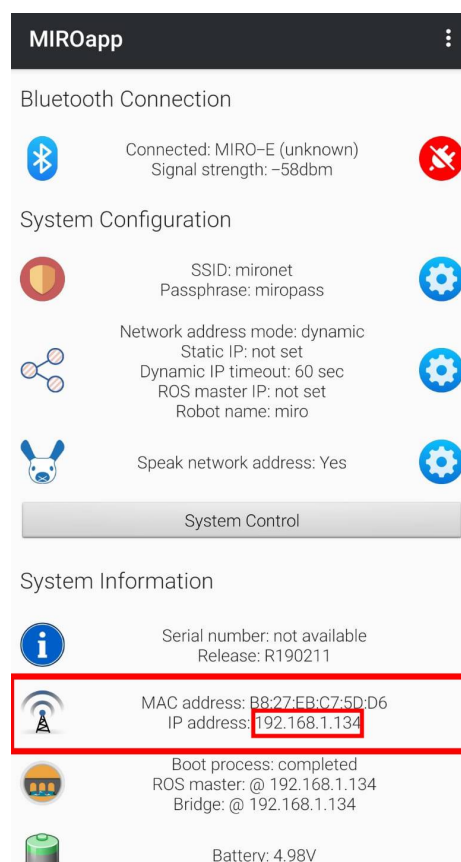 MIROapp
Bluetooth Connection
Connected: MIRO-E (unknown)
Signal strength: -58dbm
System Configuration
SSID: mironet
Passphrase: miropass
Network address mode: dynamic
Static IP: not set
Dynamic IP timeout: 60 sec
ROS master IP: not set
Robot name: miro
Speak network address: Yes
System Control
System Information
Serial number: not available
Release: R190211
MAC address: B8:27:EB:C7:5D:D6
IP address: 192.168.1.134
Boot process: completed
ROS master: @ 192.168.1.134
Bridge: @ 192.168.1.134
Battery: 4.98V